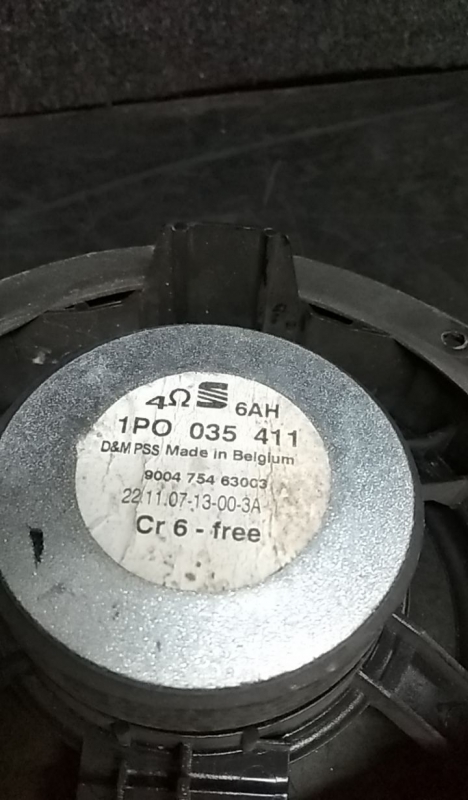 4Ω S 6AH
1PO 035 411
D&M PSS Made in Belgium
9004 754 63003
22.11.07-13-00-3A
Cr 6 - free